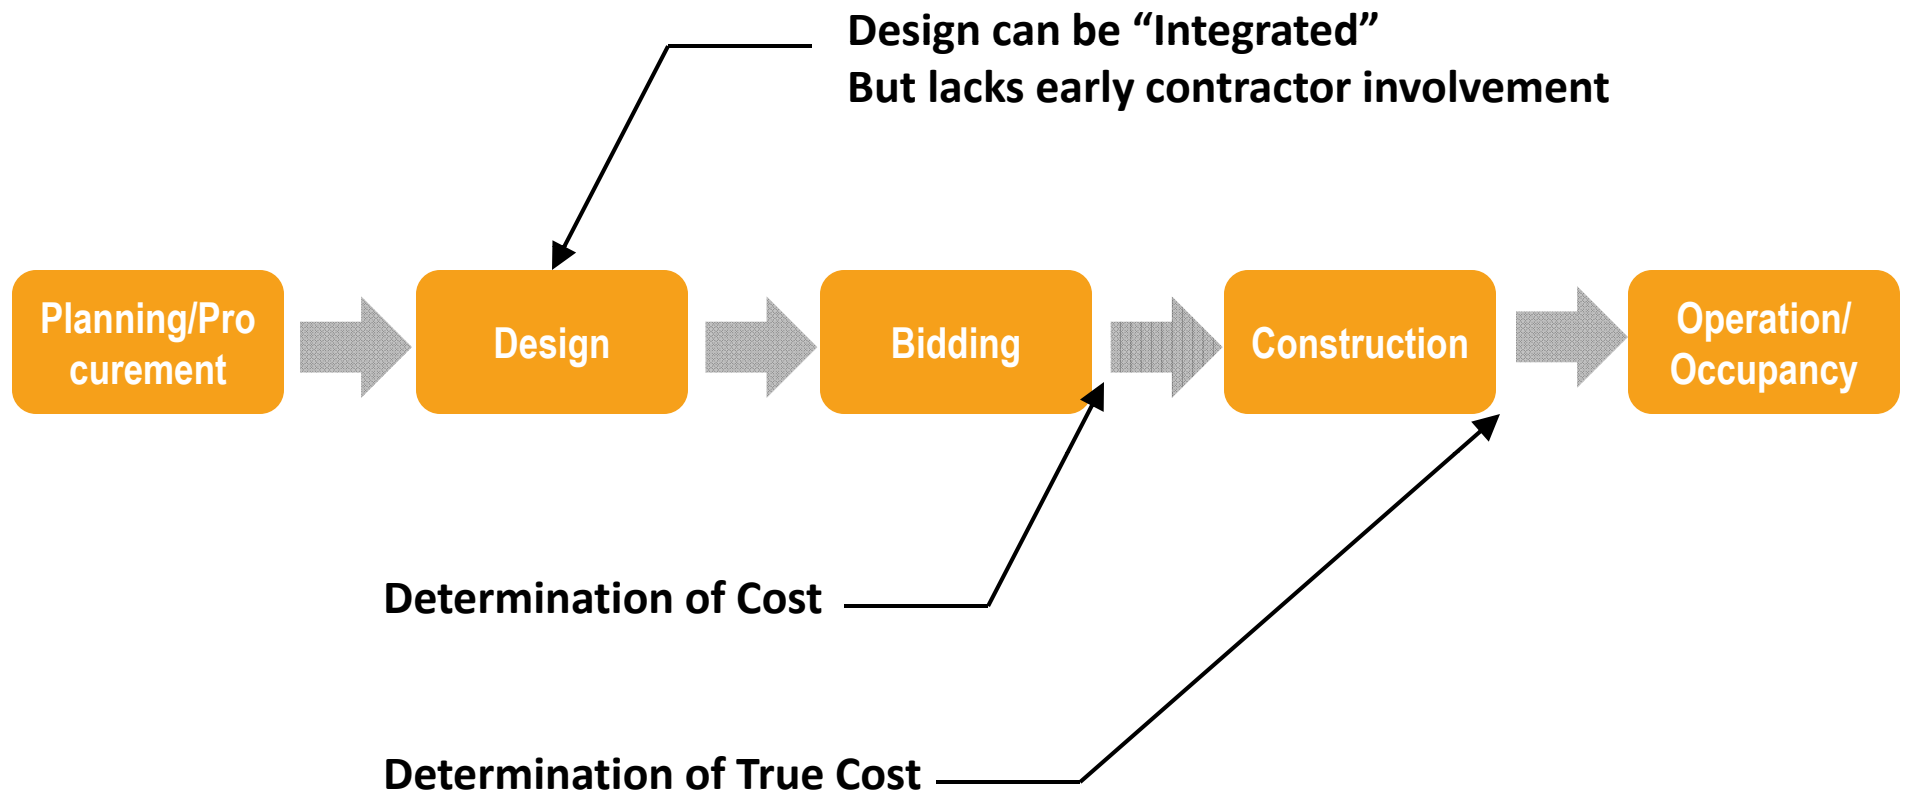 Design can be “Integrated”
But lacks early contractor involvement
Planning/Pro
curement
Design
Bidding
Construction
Operation/
Occupancy
Determination of Cost
Determination of True Cost